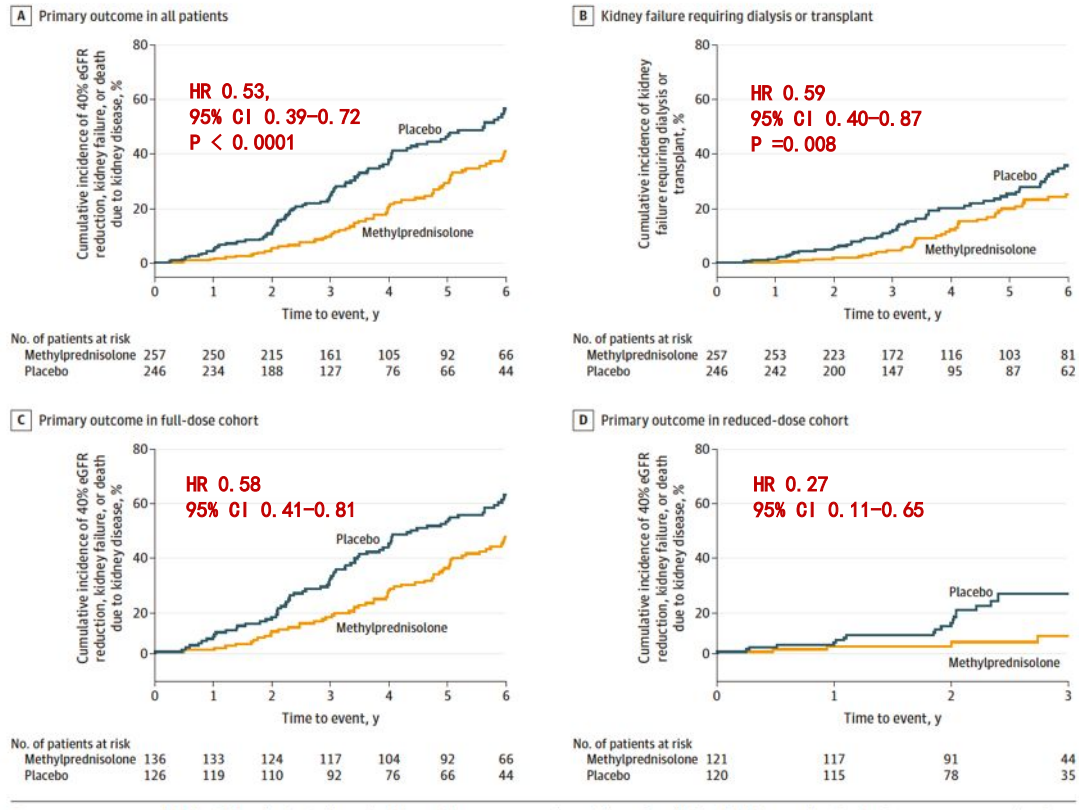 A Primary outcome in all patients
Cumulative incidence of 40% eGFR
reduction, kidney failure, or death
due to kidney disease, %
80
60
40
20
0
HR 0.53,
95% CI 0.39-0.72
P < 0.0001
Placebo
Methylprednisolone
0 1 2 3 4 5 6
Time to event, y
No. of patients at risk
Methylprednisolone 257 250 215 161 105 92 66
Placebo 246 234 188 127 76 66 44
B Kidney failure requiring dialysis or transplant
Cumulative incidence of kidney
failure requiring dialysis or
transplant, %
80
60
40
20
0
HR 0.59
95% CI 0.40-0.87
P =0.008
Placebo
Methylprednisolone
0 1 2 3 4 5 6
Time to event, y
No. of patients at risk
Methylprednisolone 257 253 223 172 116 103 81
Placebo 246 242 200 147 95 87 62
C Primary outcome in full-dose cohort
Cumulative incidence of 40% eGFR
reduction, kidney failure, or death
due to kidney disease, %
80
60
40
20
0
HR 0.58
95% CI 0.41-0.81
Placebo
Methylprednisolone
0 1 2 3 4 5 6
Time to event, y
No. of patients at risk
Methylprednisolone 136 133 124 117 104 92 66
Placebo 126 119 110 92 76 66 44
D Primary outcome in reduced-dose cohort
Cumulative incidence of 40% eGFR
reduction, kidney failure, or death
due to kidney disease, %
80
60
40
20
0
HR 0.27
95% CI 0.11-0.65
Placebo
Methylprednisolone
0 1 2 3
Time to event, y
No. of patients at risk
Methylprednisolone 121 117 91 44
Placebo 120 115 78 35